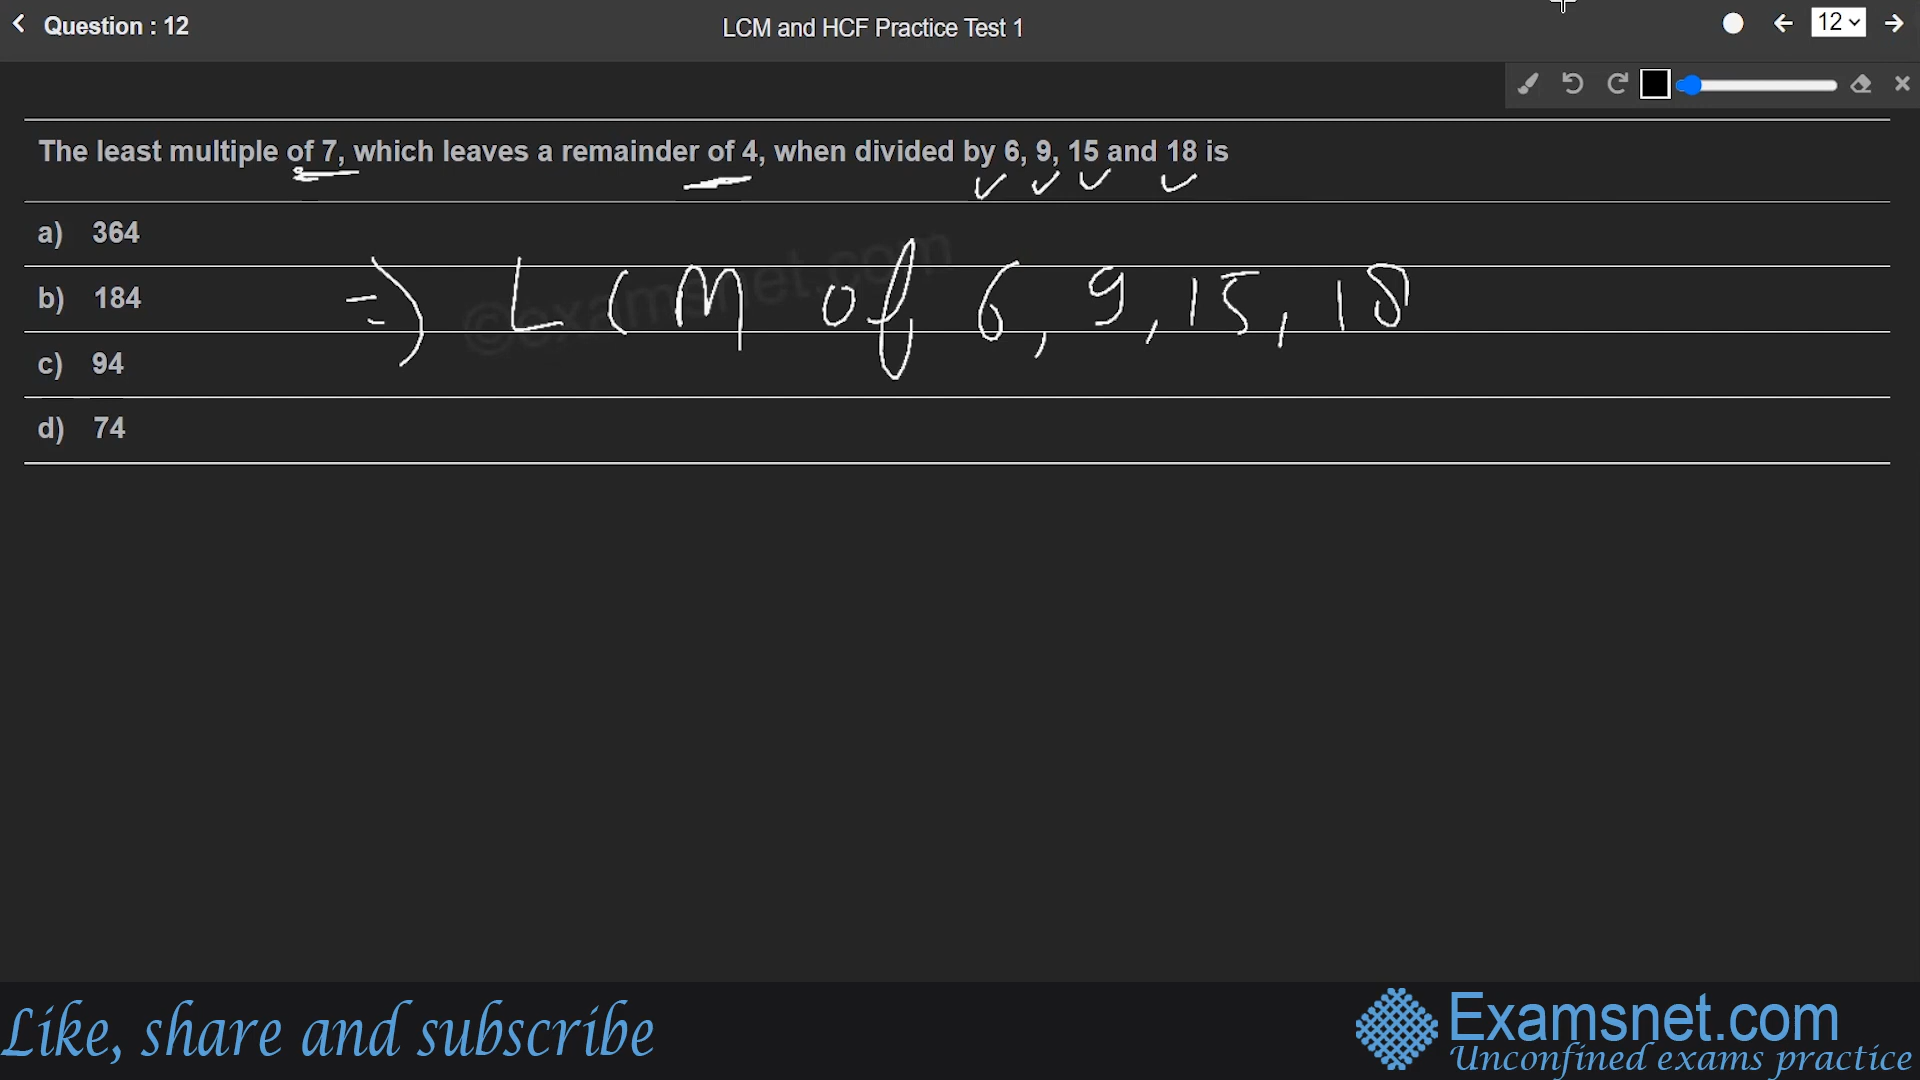 Question : 12
LCM and HCF Practice Test 1
12
The least multiple of 7, which leaves a remainder of 4, when divided by 6, 9, 15 and 18 is
a) 364
b) 184
c) 94
d) 74
=) LCM of 6, 9, 15, 18
©examsnet.com
Like, share and subscribe
Examsnet.com
Unconfined exams practice